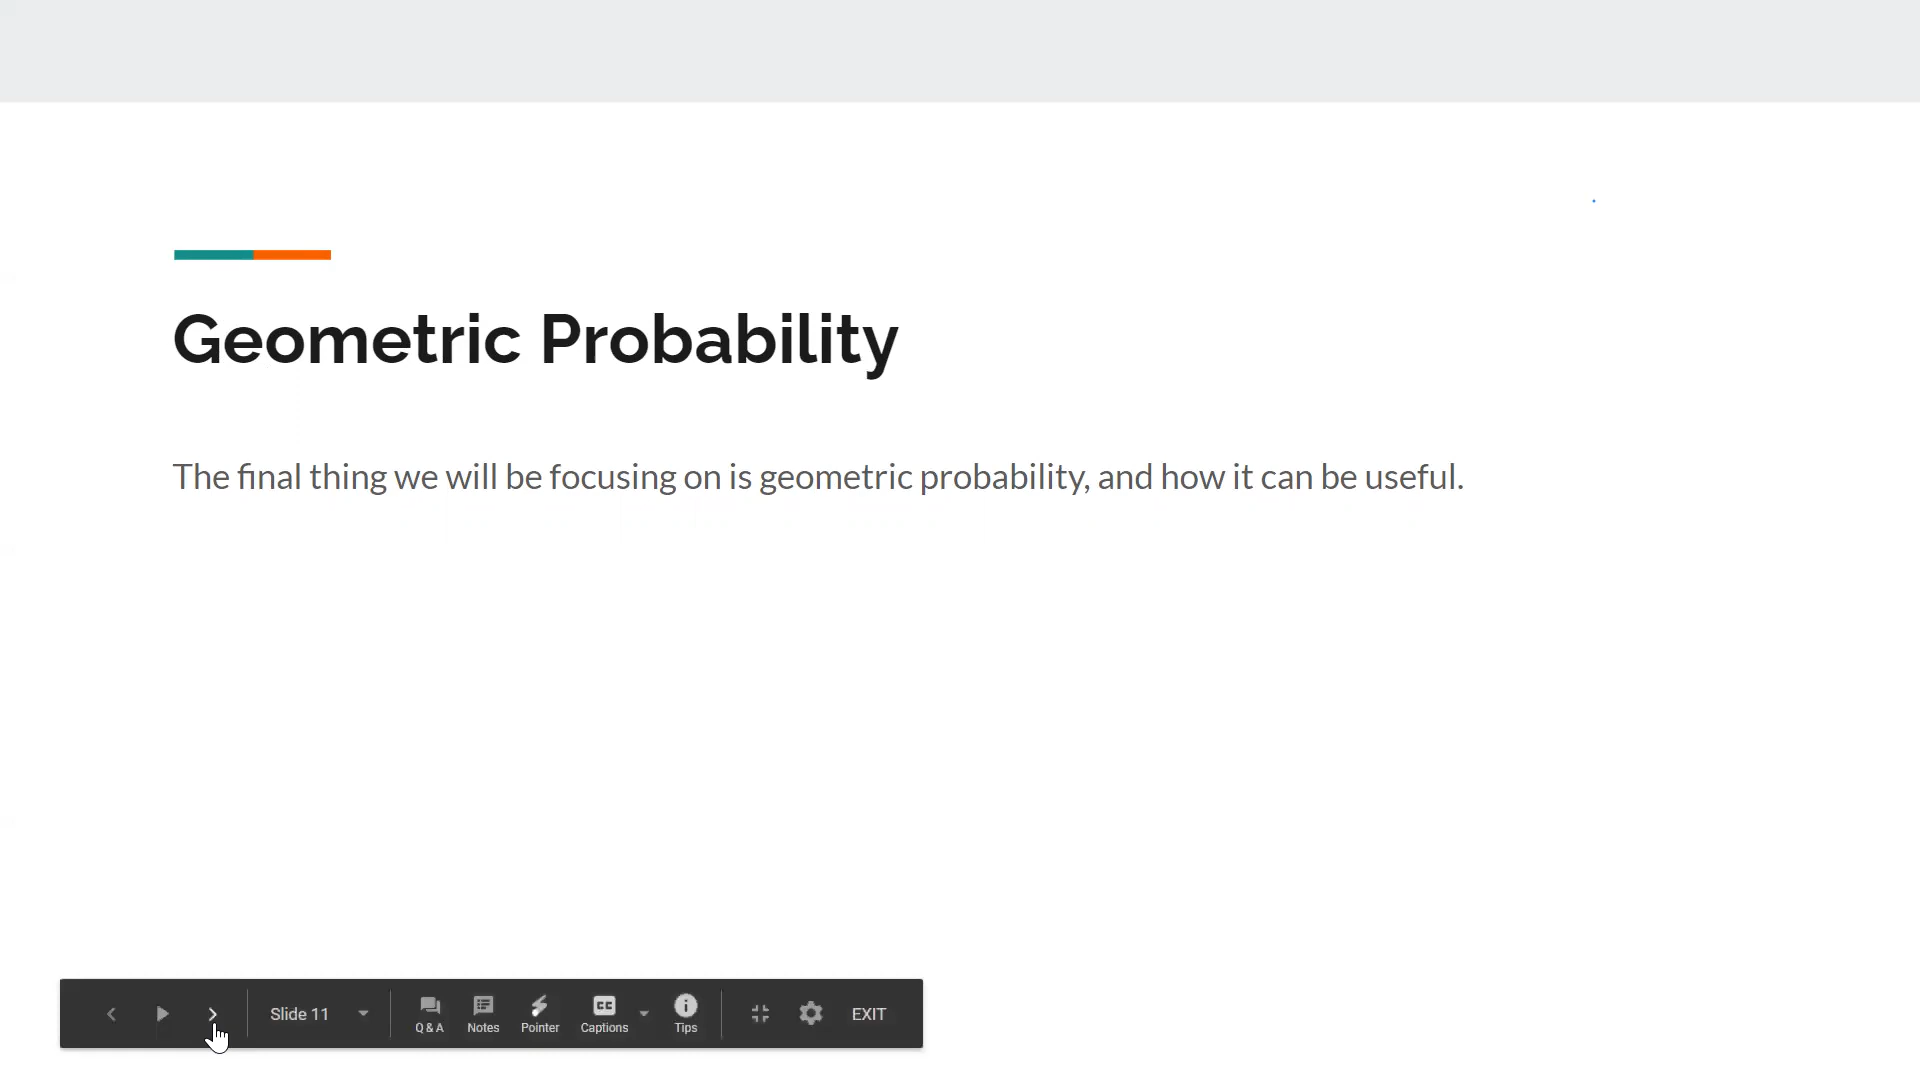 Geometric Probability
The final thing we will be focusing on is geometric probability, and how it can be useful.
Slide 11
Q & A
Notes
Pointer
Captions
Tips
EXIT